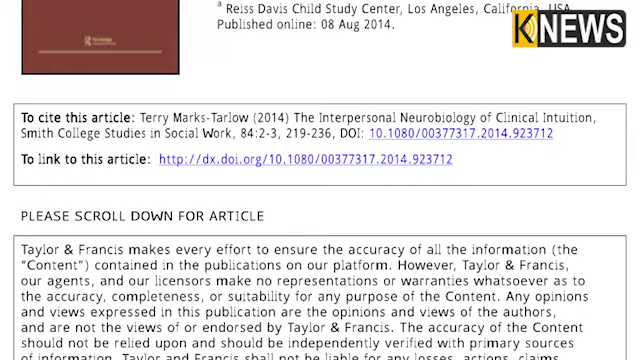 a Reiss Davis Child Study Center, Los Angeles, California, USA
Published online: 08 Aug 2014.
K NEWS
Routledge
To cite this article: Terry Marks-Tarlow (2014) The Interpersonal Neurobiology of Clinical Intuition,
Smith College Studies in Social Work, 84:2-3, 219-236, DOI: 10.1080/00377317.2014.923712
To link to this article: http://dx.doi.org/10.1080/00377317.2014.923712
PLEASE SCROLL DOWN FOR ARTICLE
Taylor & Francis makes every effort to ensure the accuracy of all the information (the
“Content”) contained in the publications on our platform. However, Taylor & Francis,
our agents, and our licensors make no representations or warranties whatsoever as to
the accuracy, completeness, or suitability for any purpose of the Content. Any opinions
and views expressed in this publication are the opinions and views of the authors,
and are not the views of or endorsed by Taylor & Francis. The accuracy of the Content
should not be relied upon and should be independently verified with primary sources
of information. Taylor and Francis shall not be liable for any losses, actions, claims,